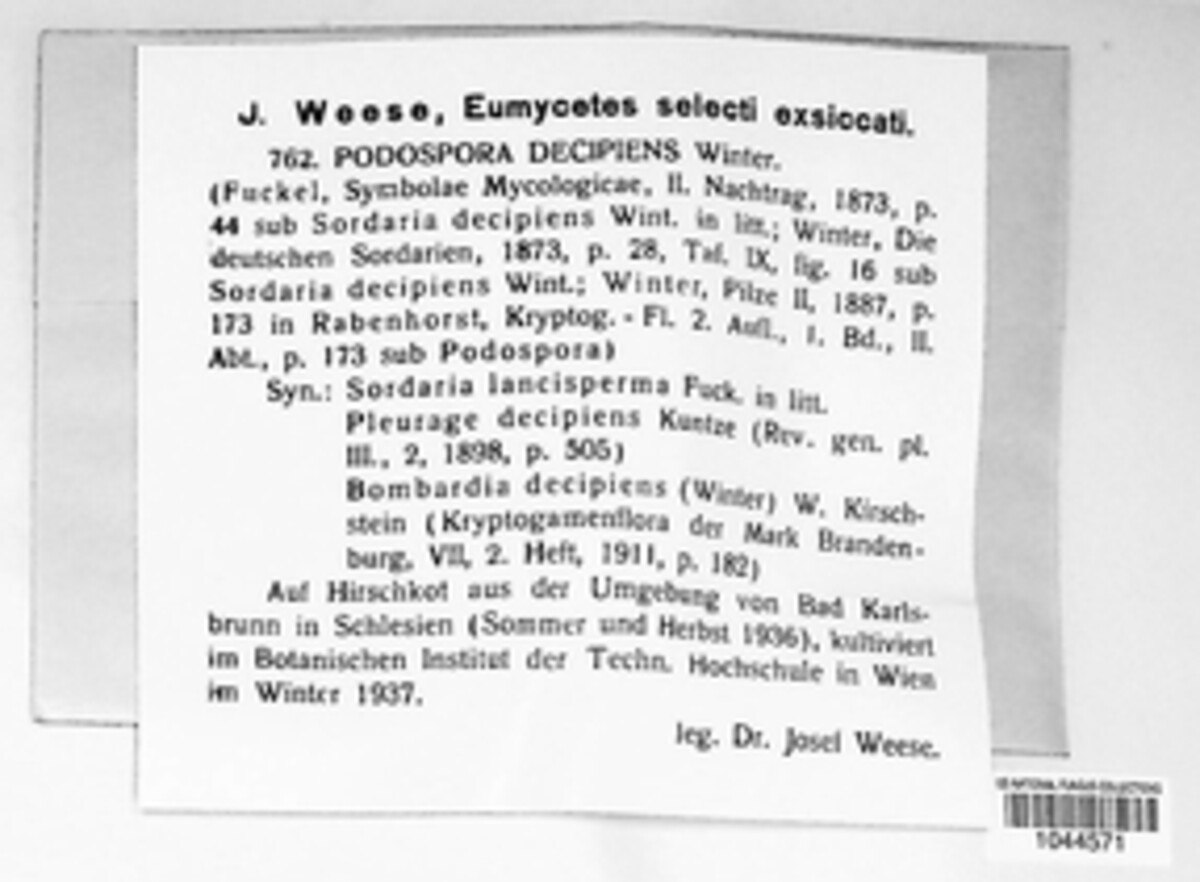 J. Weese, Eumycetes selecti exsiccati.
762. PODOSPORA DECIPIENS Winter.
(Fuckel, Symbolae Mycologicae, II. Nachtrag, 1873, p.
44 sub Sordaria decipiens Wint. in litt.; Winter, Die
deutschen Sordarien, 1873, p. 28, Taf. IX, fig. 16 sub
Sordaria decipiens Wint.; Winter, Pilze II, 1887, p.
173 in Rabenhorst, Kryptog. - Fl. 2. Aufl., 1. Bd., II.
Abt., p. 173 sub Podospora)
Syn.: Sordaria lancisperma Fuck. in litt.
Pleurage decipiens Kuntze (Rev. gen. pl.
III., 2, 1898, p. 505)
Bombardia decipiens (Winter) W. Kirsch-
stein (Kryptogamenflora der Mark Branden-
burg, VII, 2. Heft, 1911, p. 182)
Auf Hirschkot aus der Umgebung von Bad Karls-
brunn in Schlesien (Sommer und Herbst 1936), kultiviert
im Botanischen Institut der Techn. Hochschule in Wien
im Winter 1937.
leg. Dr. Josef Weese.
US NATIONAL FUNGUS COLLECTIONS
1044571